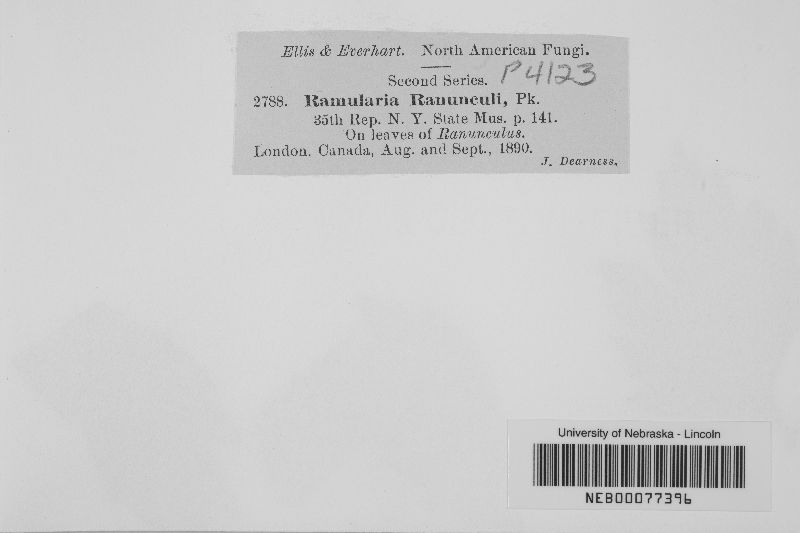 Ellis & Everhart. North American Fungi.
Second Series. P4123
2788. Ramularia Ranunculi, Pk.
35th Rep. N. Y. State Mus. p. 141.
On leaves of Ranunculus.
London, Canada, Aug. and Sept., 1890.
J. Dearness.
University of Nebraska - Lincoln
NEB00077396